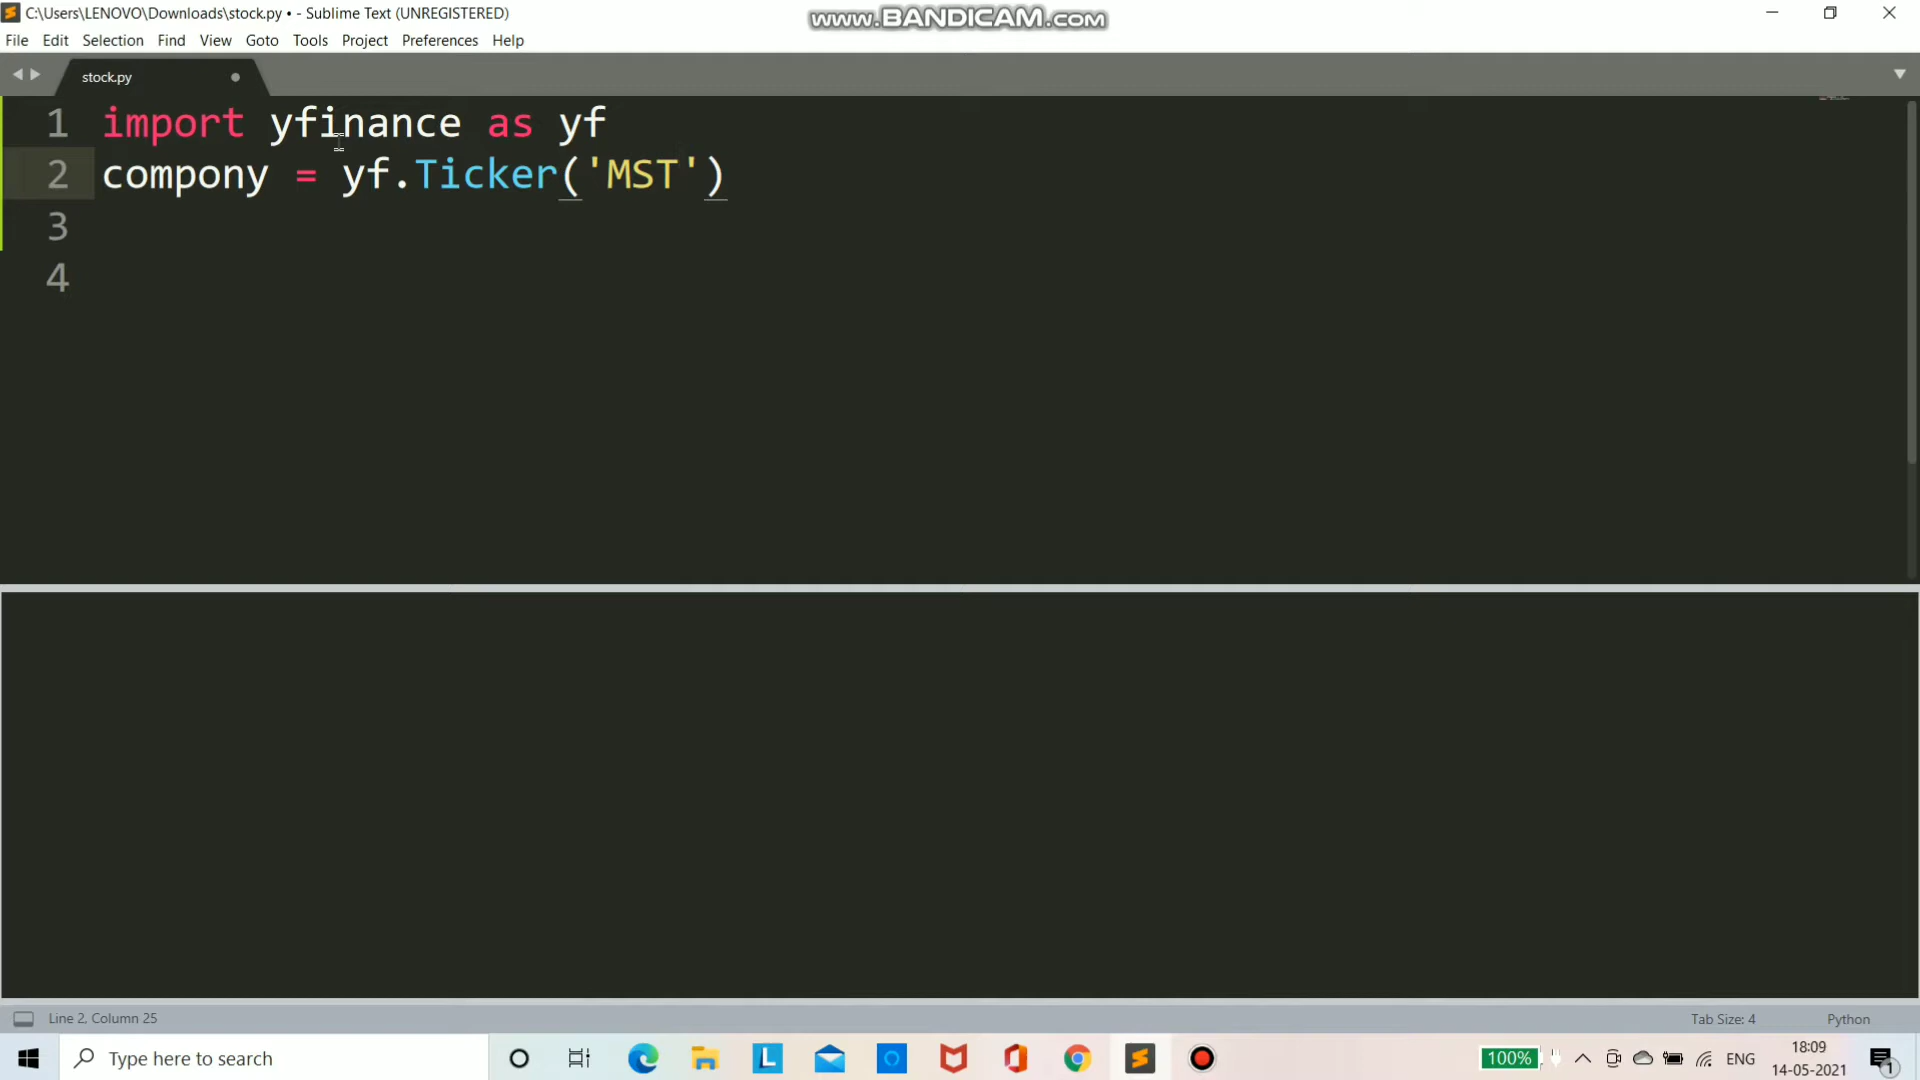 C:\Users\LENOVO\Downloads\stock.py • - Sublime Text (UNREGISTERED)
www.BANDICAM.com
File Edit Selection Find View Goto Tools Project Preferences Help
stock.py
1 import yfinance as yf
2 compony = yf.Ticker('MST')
3
4
Line 2, Column 25
Tab Size: 4
Python
Type here to search
L
100%
ENG
18:09
14-05-2021
1